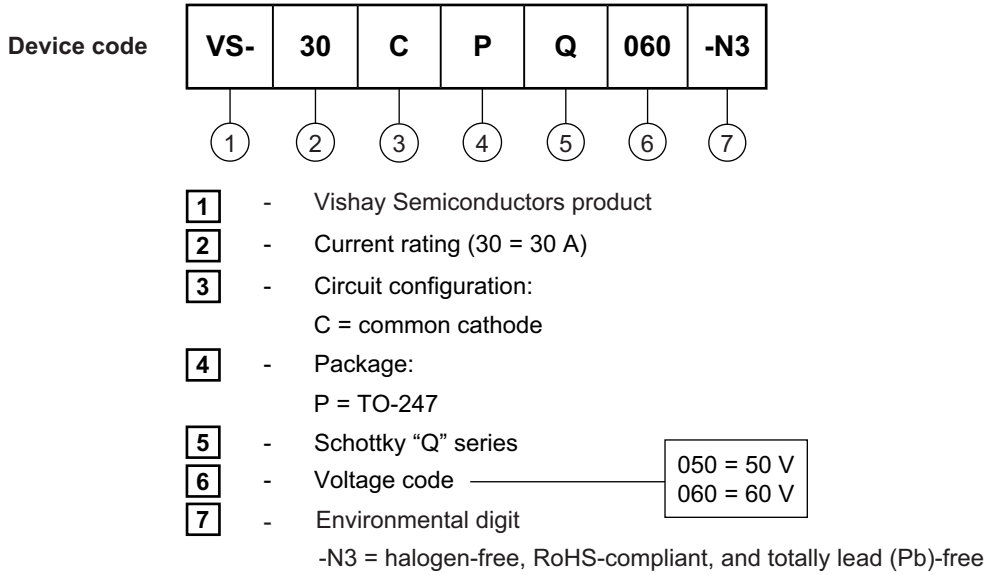 Device code VS- 30 C P Q 060 -N3
1 2 3 4 5 6 7
1 - Vishay Semiconductors product
2 - Current rating (30 = 30 A)
3 - Circuit configuration:
C = common cathode
4 - Package:
P = TO-247
5 - Schottky “Q” series
6 - Voltage code
050 = 50 V
060 = 60 V
7 - Environmental digit
-N3 = halogen-free, RoHS-compliant, and totally lead (Pb)-free